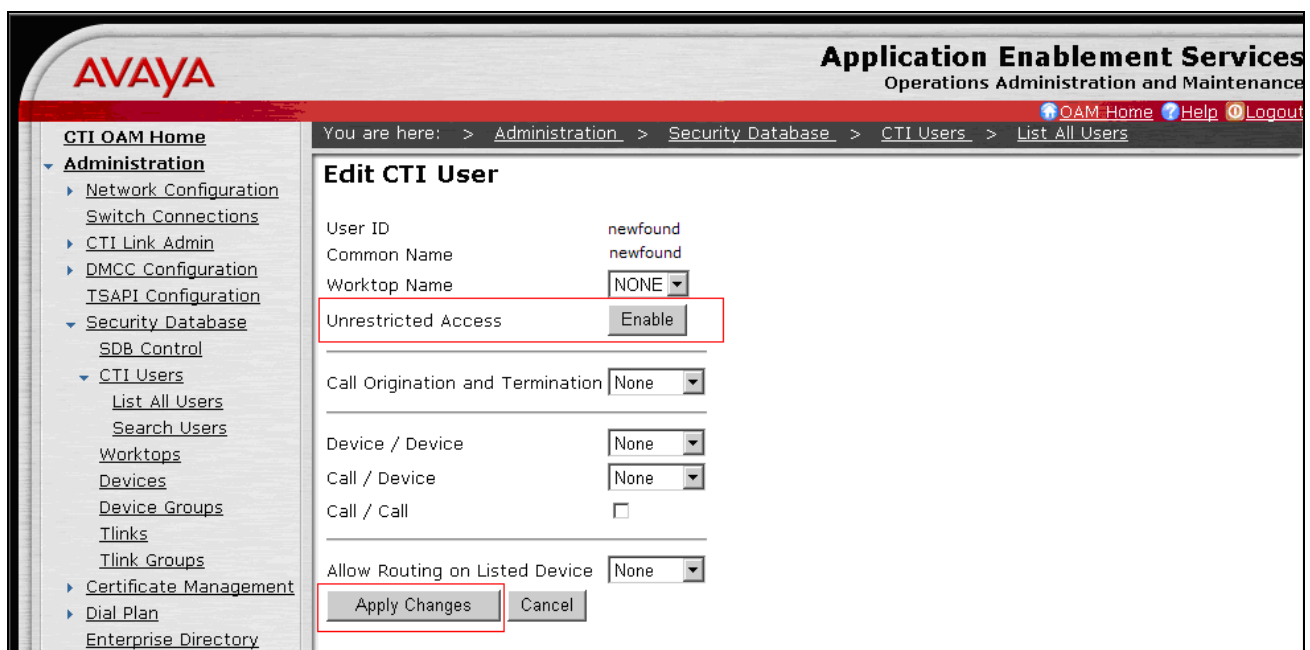 AVAYA
Application Enablement Services
Operations Administration and Maintenance
OAM Home Help Logout
You are here: > Administration > Security Database > CTI Users > List All Users
CTI OAM Home
Administration
Network Configuration
Switch Connections
CTI Link Admin
DMCC Configuration
TSAPI Configuration
Security Database
SDB Control
CTI Users
List All Users
Search Users
Worktops
Devices
Device Groups
Tlinks
Tlink Groups
Certificate Management
Dial Plan
Enterprise Directory
Edit CTI User
User ID newfound
Common Name newfound
Worktop Name NONE
Unrestricted Access Enable
Call Origination and Termination None
Device / Device None
Call / Device None
Call / Call
Allow Routing on Listed Device None
Apply Changes Cancel